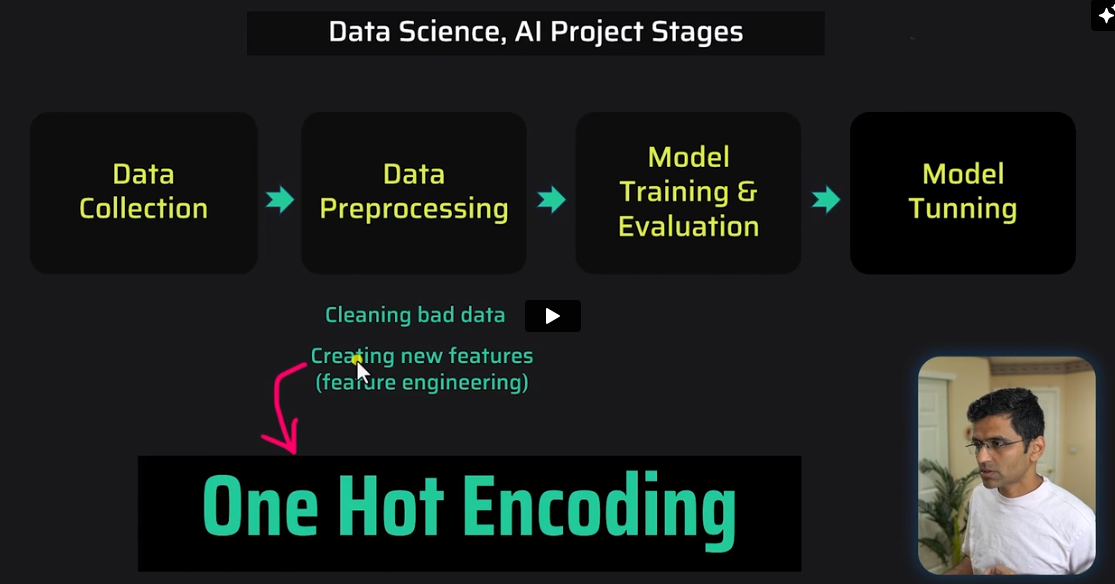 Data Science, AI Project Stages
Data
Collection
Data
Preprocessing
Model
Training &
Evaluation
Model
Tunning
Cleaning bad data
Creating new features
(feature engineering)
One Hot Encoding